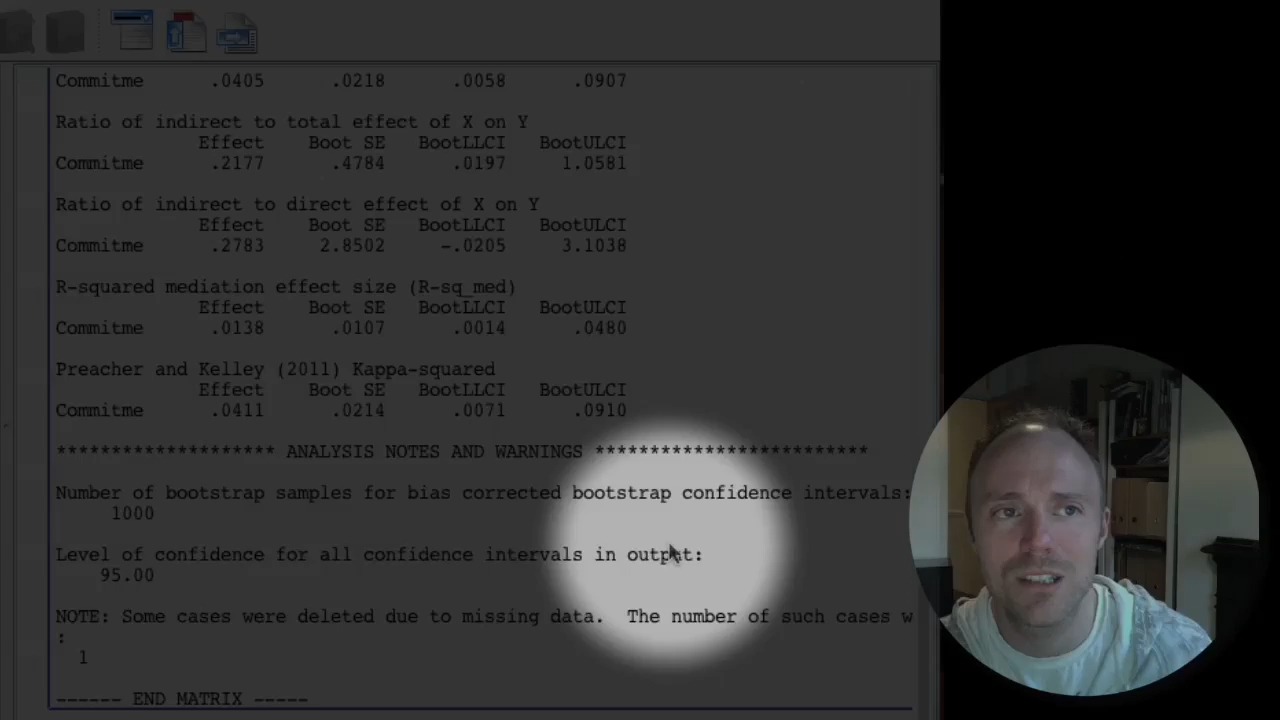 Commitme .0405 .0218 .0058 .0907
Ratio of indirect to total effect of X on Y
Effect Boot SE BootLLCI BootULCI
Commitme .2177 .4784 .0197 1.0581
Ratio of indirect to direct effect of X on Y
Effect Boot SE BootLLCI BootULCI
Commitme .2783 2.8502 -.0205 3.1038
R-squared mediation effect size (R-sq_med)
Effect Boot SE BootLLCI BootULCI
Commitme .0138 .0107 .0014 .0480
Preacher and Kelley (2011) Kappa-squared
Effect Boot SE BootLLCI BootULCI
Commitme .0411 .0214 .0071 .0910
******************** ANALYSIS NOTES AND WARNINGS *************************
Number of bootstrap samples for bias corrected bootstrap confidence intervals:
1000
Level of confidence for all confidence intervals in output:
95.00
NOTE: Some cases were deleted due to missing data. The number of such cases w
:
1
------ END MATRIX -----